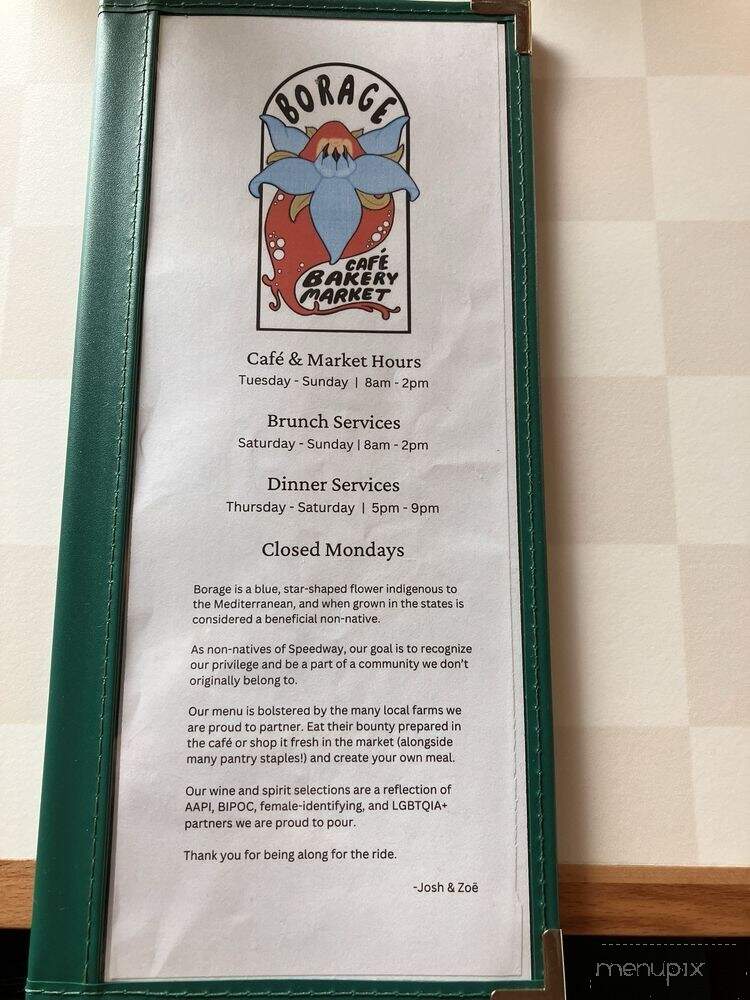 BORAGE
CAFÉ
BAKERY
MARKET
Café & Market Hours
Tuesday - Sunday | 8am - 2pm
Brunch Services
Saturday - Sunday | 8am - 2pm
Dinner Services
Thursday - Saturday | 5pm - 9pm
Closed Mondays
Borage is a blue, star-shaped flower indigenous to
the Mediterranean, and when grown in the states is
considered a beneficial non-native.
As non-natives of Speedway, our goal is to recognize
our privilege and be a part of a community we don't
originally belong to.
Our menu is bolstered by the many local farms we
are proud to partner. Eat their bounty prepared in
the café or shop it fresh in the market (alongside
many pantry staples!) and create your own meal.
Our wine and spirit selections are a reflection of
AAPI, BIPOC, female-identifying, and LGBTQIA+
partners we are proud to pour.
Thank you for being along for the ride.
-Josh & Zoë
menupix